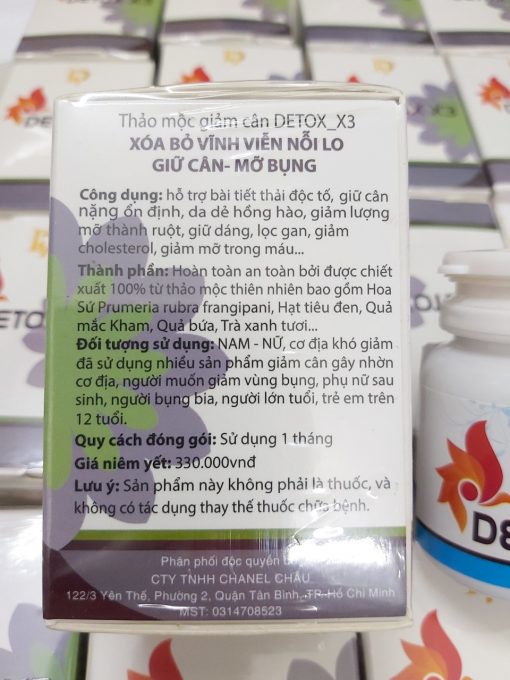 Thảo mộc giảm cân DETOX_X3
XÓA BỎ VĨNH VIỄN NỖI LO
GIỮ CÂN- MỠ BỤNG
Công dụng: hỗ trợ bài tiết thải độc tố, giữ cân
nặng ổn định, da dẻ hồng hào, giảm lượng
mỡ thành ruột, giữ dáng, lọc gan, giảm
cholesterol, giảm mỡ trong máu...
Thành phần: Hoàn toàn an toàn bởi được chiết
xuất 100% từ thảo mộc thiên nhiên bao gồm Hoa
Sứ Prumeria rubra frangipani, Hạt tiêu đen, Quả
mắc Kham, Quả bứa, Trà xanh tươi...
Đối tượng sử dụng: NAM - NỮ, cơ địa khó giảm
đã sử dụng nhiều sản phẩm giảm cân gây nhờn
cơ địa, người muốn giảm vùng bụng, phụ nữ sau
sinh, người bụng bia, người lớn tuổi, trẻ em trên
12 tuổi.
Quy cách đóng gói: Sử dụng 1 tháng
Giá niêm yết: 330.000vnđ
Lưu ý: Sản phẩm này không phải là thuốc, và
không có tác dụng thay thế thuốc chữa bệnh.
Phân phối độc quyền bởi
CTY TNHH CHANEL CHÂU
122/3 Yên Thế, Phường 2, Quận Tân Bình, TP-Hồ Chí Minh
MST: 0314708523